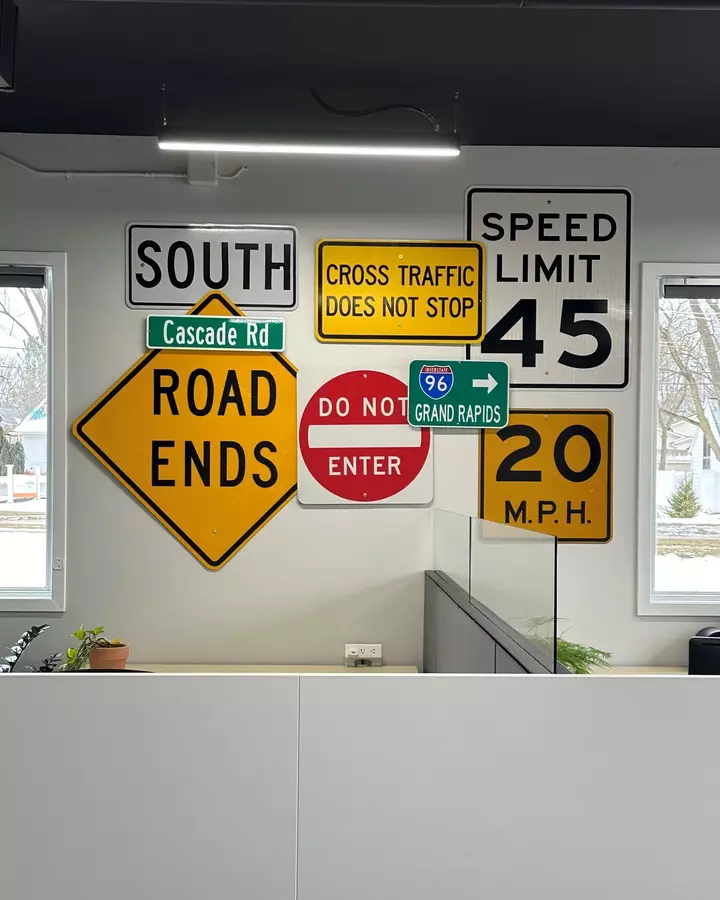 SOUTH
Cascade Rd
ROAD
ENDS
CROSS TRAFFIC
DOES NOT STOP
DO NOT
ENTER
INTERSTATE
96
GRAND RAPIDS
SPEED
LIMIT
45
20
M.P.H.